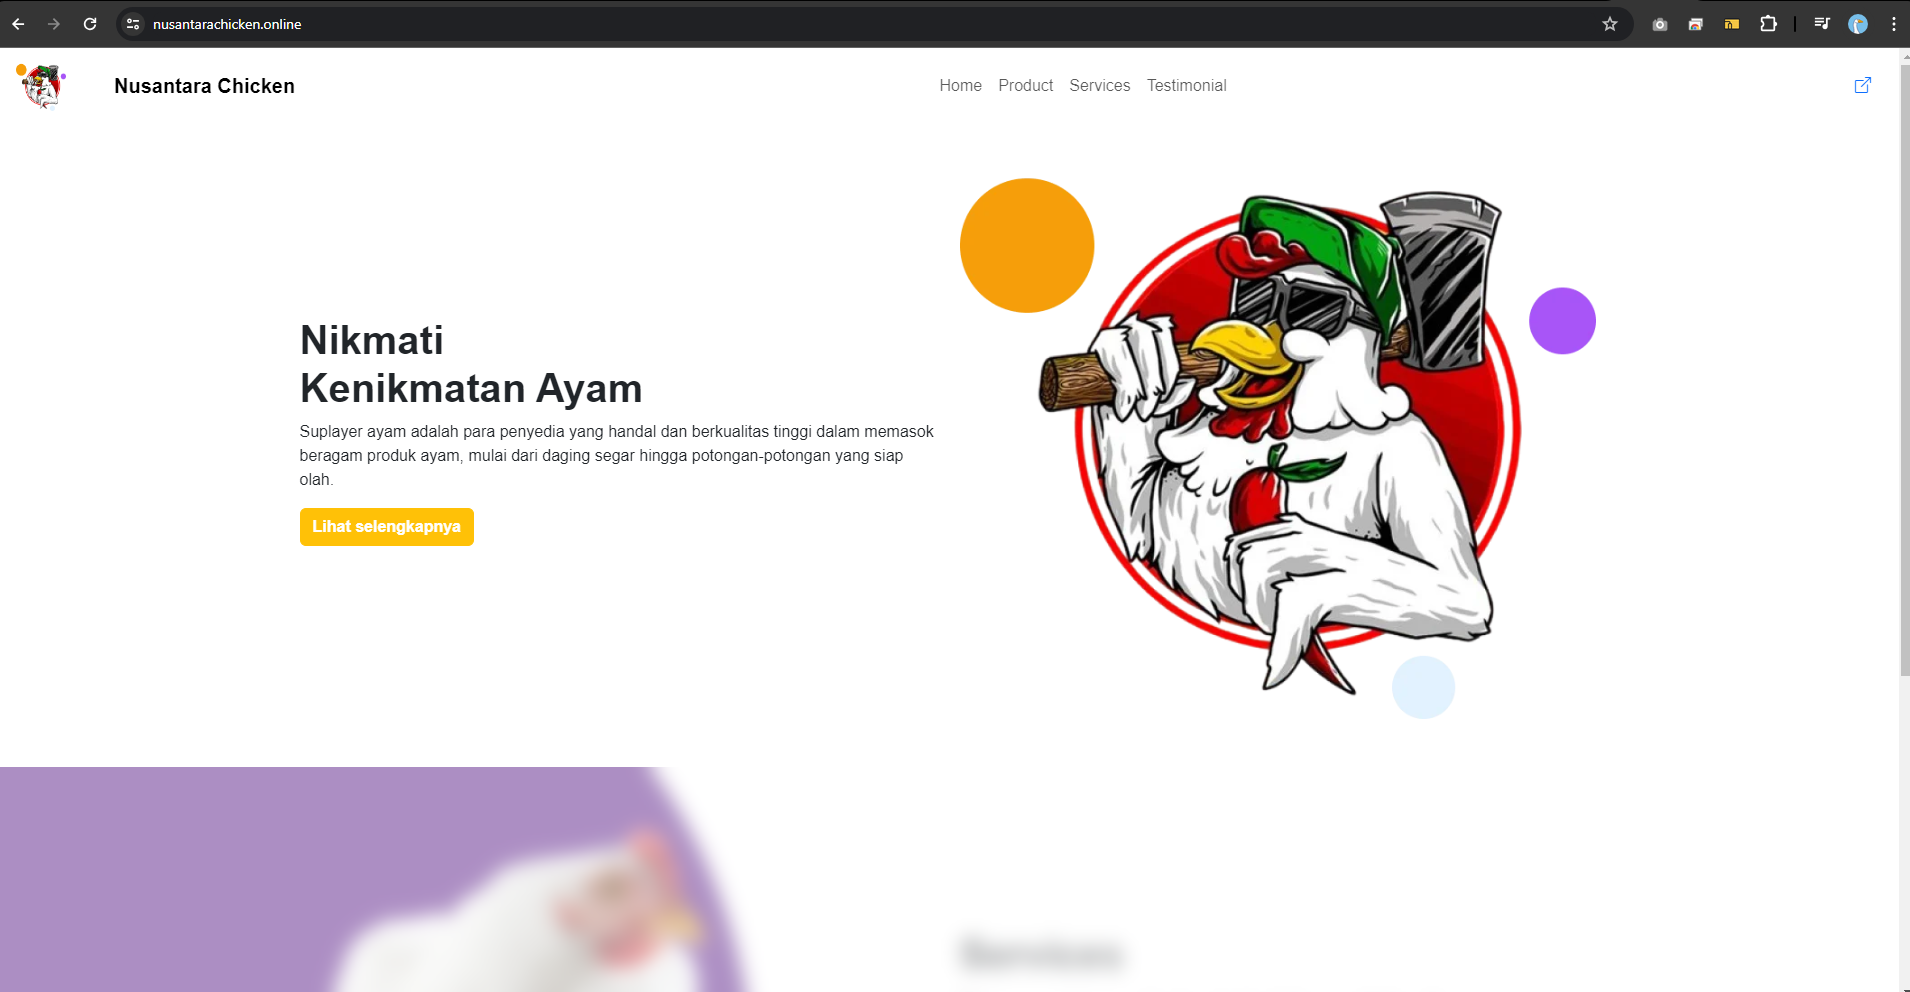 nusantarachicken.online
Nusantara Chicken
Home Product Services Testimonial
Nikmati
Kenikmatan Ayam
Suplayer ayam adalah para penyedia yang handal dan berkualitas tinggi dalam memasok
beragam produk ayam, mulai dari daging segar hingga potongan-potongan yang siap
olah.
Lihat selengkapnya
Services